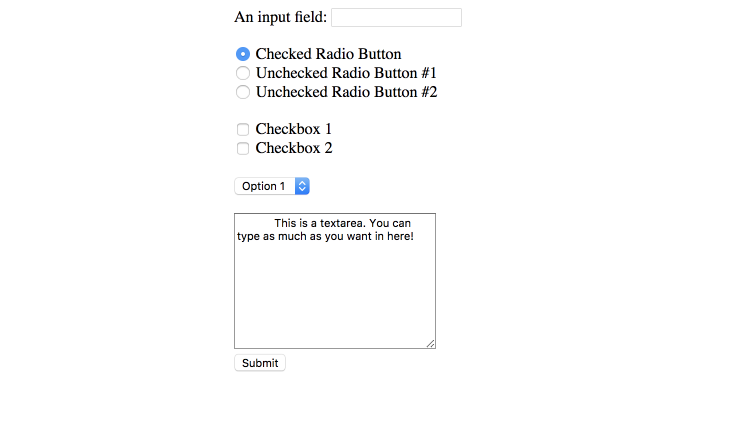 An input field:
Checked Radio Button
Unchecked Radio Button #1
Unchecked Radio Button #2
Checkbox 1
Checkbox 2
Option 1
This is a textarea. You can
type as much as you want in here!
Submit